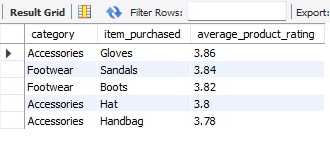 Result Grid Filter Rows: Export:
category item_purchased average_product_rating
Accessories Gloves 3.86
Footwear Sandals 3.84
Footwear Boots 3.82
Accessories Hat 3.8
Accessories Handbag 3.78